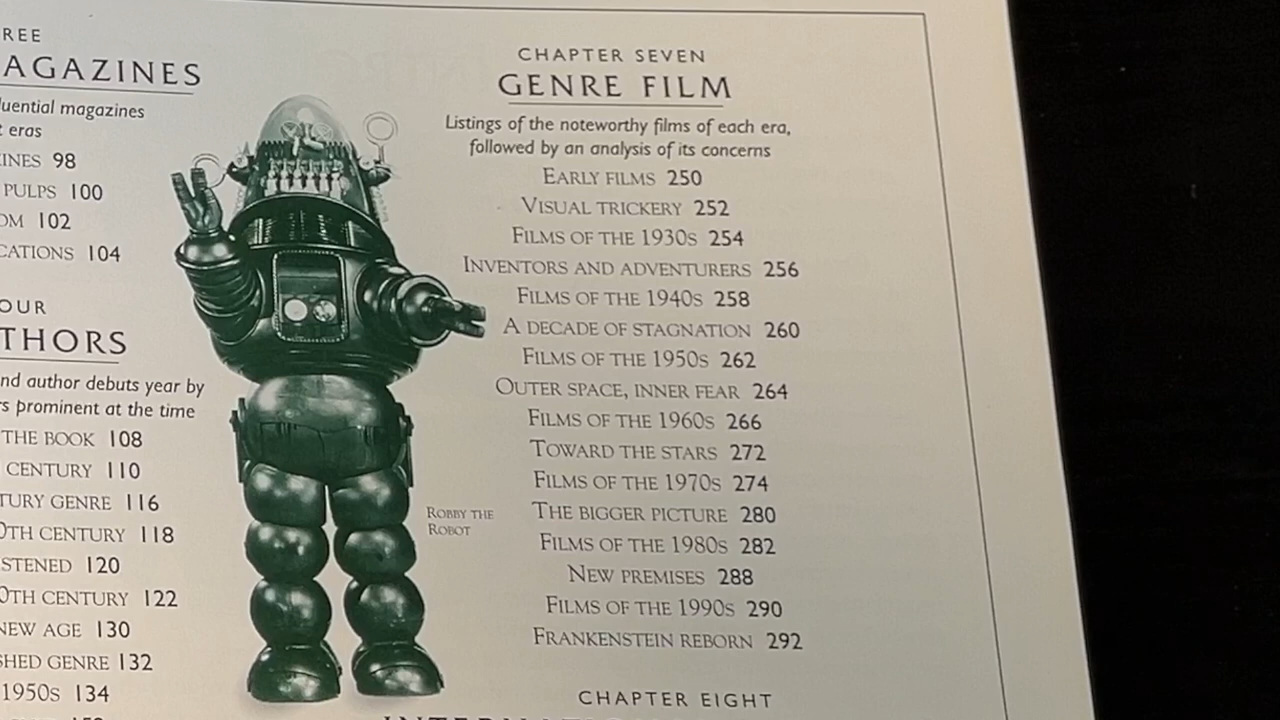 REE
AGAZINES
luential magazines
t eras
INES 98
PULPS 100
OM 102
CATIONS 104
OUR
THORS
nd author debuts year by
rs prominent at the time
THE BOOK 108
CENTURY 110
TURY GENRE 116
0TH CENTURY 118
STENED 120
0TH CENTURY 122
NEW AGE 130
SHED GENRE 132
1950s 134
ROBBY THE
ROBOT
CHAPTER SEVEN
GENRE FILM
Listings of the noteworthy films of each era,
followed by an analysis of its concerns
EARLY FILMS 250
VISUAL TRICKERY 252
FILMS OF THE 1930s 254
INVENTORS AND ADVENTURERS 256
FILMS OF THE 1940s 258
A DECADE OF STAGNATION 260
FILMS OF THE 1950s 262
OUTER SPACE, INNER FEAR 264
FILMS OF THE 1960s 266
TOWARD THE STARS 272
FILMS OF THE 1970s 274
THE BIGGER PICTURE 280
FILMS OF THE 1980s 282
NEW PREMISES 288
FILMS OF THE 1990s 290
FRANKENSTEIN REBORN 292
CHAPTER EIGHT